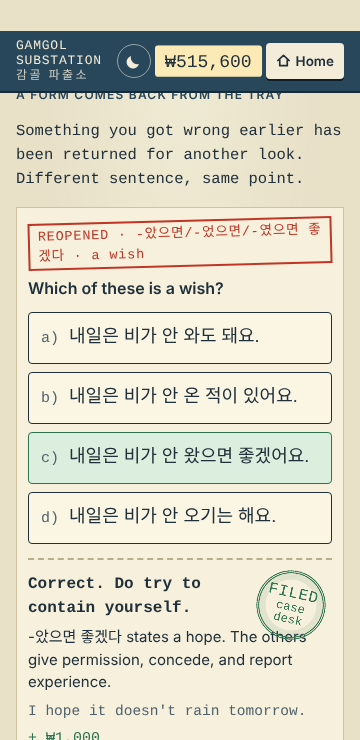 GAMGOL
SUBSTATION
감골 파출소
₩515,600
Home
A FORM COMES BACK FROM THE TRAY
Something you got wrong earlier has
been returned for another look.
Different sentence, same point.
REOPENED · -았으면/-었으면/-였으면 좋
겠다 · a wish
Which of these is a wish?
a) 내일은 비가 안 와도 돼요.
b) 내일은 비가 안 온 적이 있어요.
c) 내일은 비가 안 왔으면 좋겠어요.
d) 내일은 비가 안 오기는 해요.
Correct. Do try to
contain yourself.
FILED
case
desk
-았으면 좋겠다 states a hope. The others
give permission, concede, and report
experience.
I hope it doesn't rain tomorrow.
+ ₩1,000